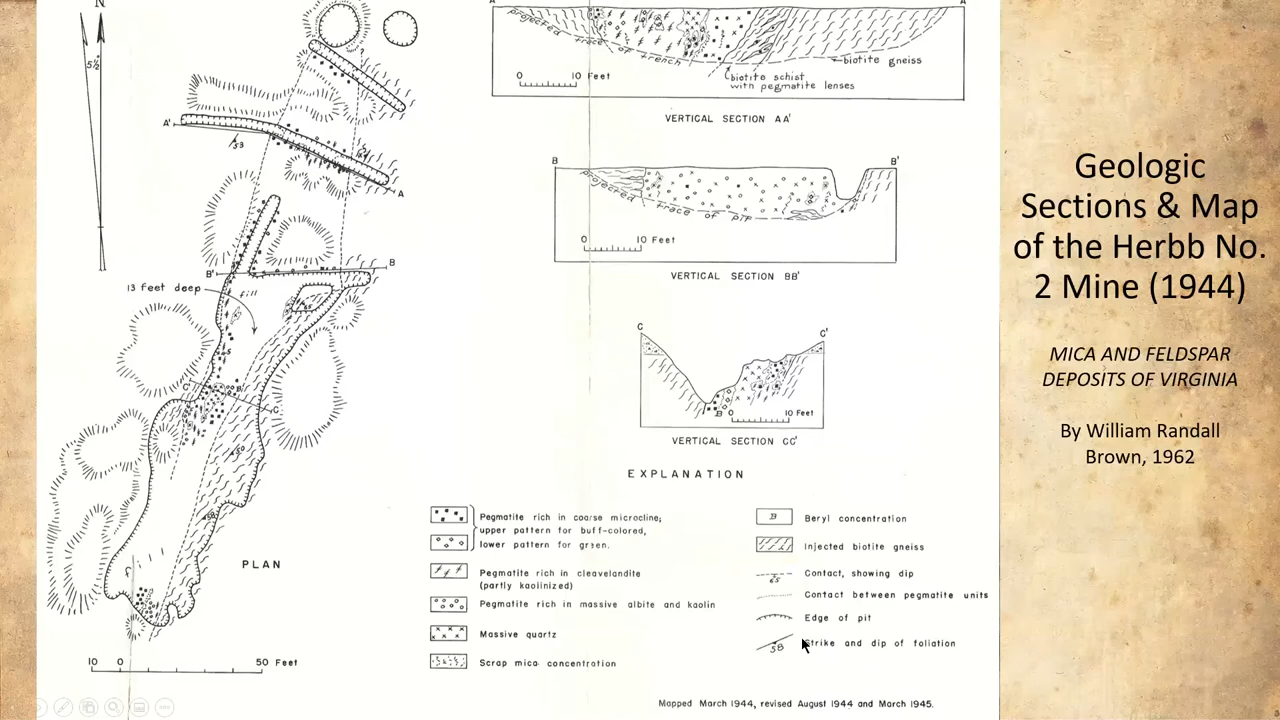 N
5½
A'
53
A
B'
B
13 Feet deep
fill
C'
C
PLAN
10 0 50 Feet
A A'
projected trace of trench
biotite gneiss
biotite schist
with pegmatite lenses
0 10 Feet
VERTICAL SECTION AA'
B B'
projected trace of pit
0 10 Feet
VERTICAL SECTION BB'
C C'
B
0 10 Feet
VERTICAL SECTION CC'
EXPLANATION
Pegmatite rich in coarse microcline;
upper pattern for buff-colored,
lower pattern for green.
Pegmatite rich in cleavelandite
(partly kaolinized)
Pegmatite rich in massive albite and kaolin
Massive quartz
Scrap mica concentration
B
Beryl concentration
Injected biotite gneiss
65
Contact, showing dip
Contact between pegmatite units
Edge of pit
58
Strike and dip of foliation
Mapped March 1944, revised August 1944 and March 1945.
Geologic
Sections & Map
of the Herbb No.
2 Mine (1944)
MICA AND FELDSPAR
DEPOSITS OF VIRGINIA
By William Randall
Brown, 1962